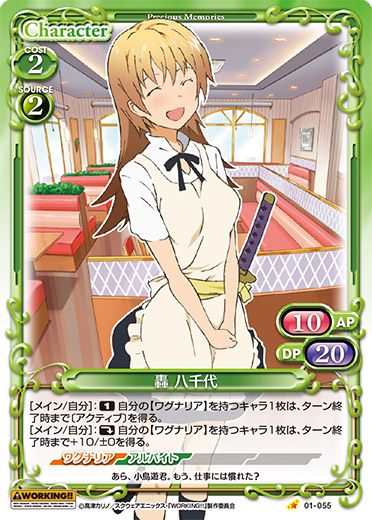 Precious Memories
Character
COST
2
SOURCE
2
10 AP
DP 20
轟 八千代
[メイン/自分]:1自分の【ワグナリア】を持つキャラ1枚は、ターン終
了時まで[アクティブ]を得る。
[メイン/自分]:自分の【ワグナリア】を持つキャラ1枚は、ターン終
了時まで+10/±0を得る。
ワグナリア アルバイト
あら、小鳥遊君。もう、仕事には慣れた?
WORKING!!
01-055
©高津カリノ/スクウェアエニックス・「WORKING!!」製作委員会